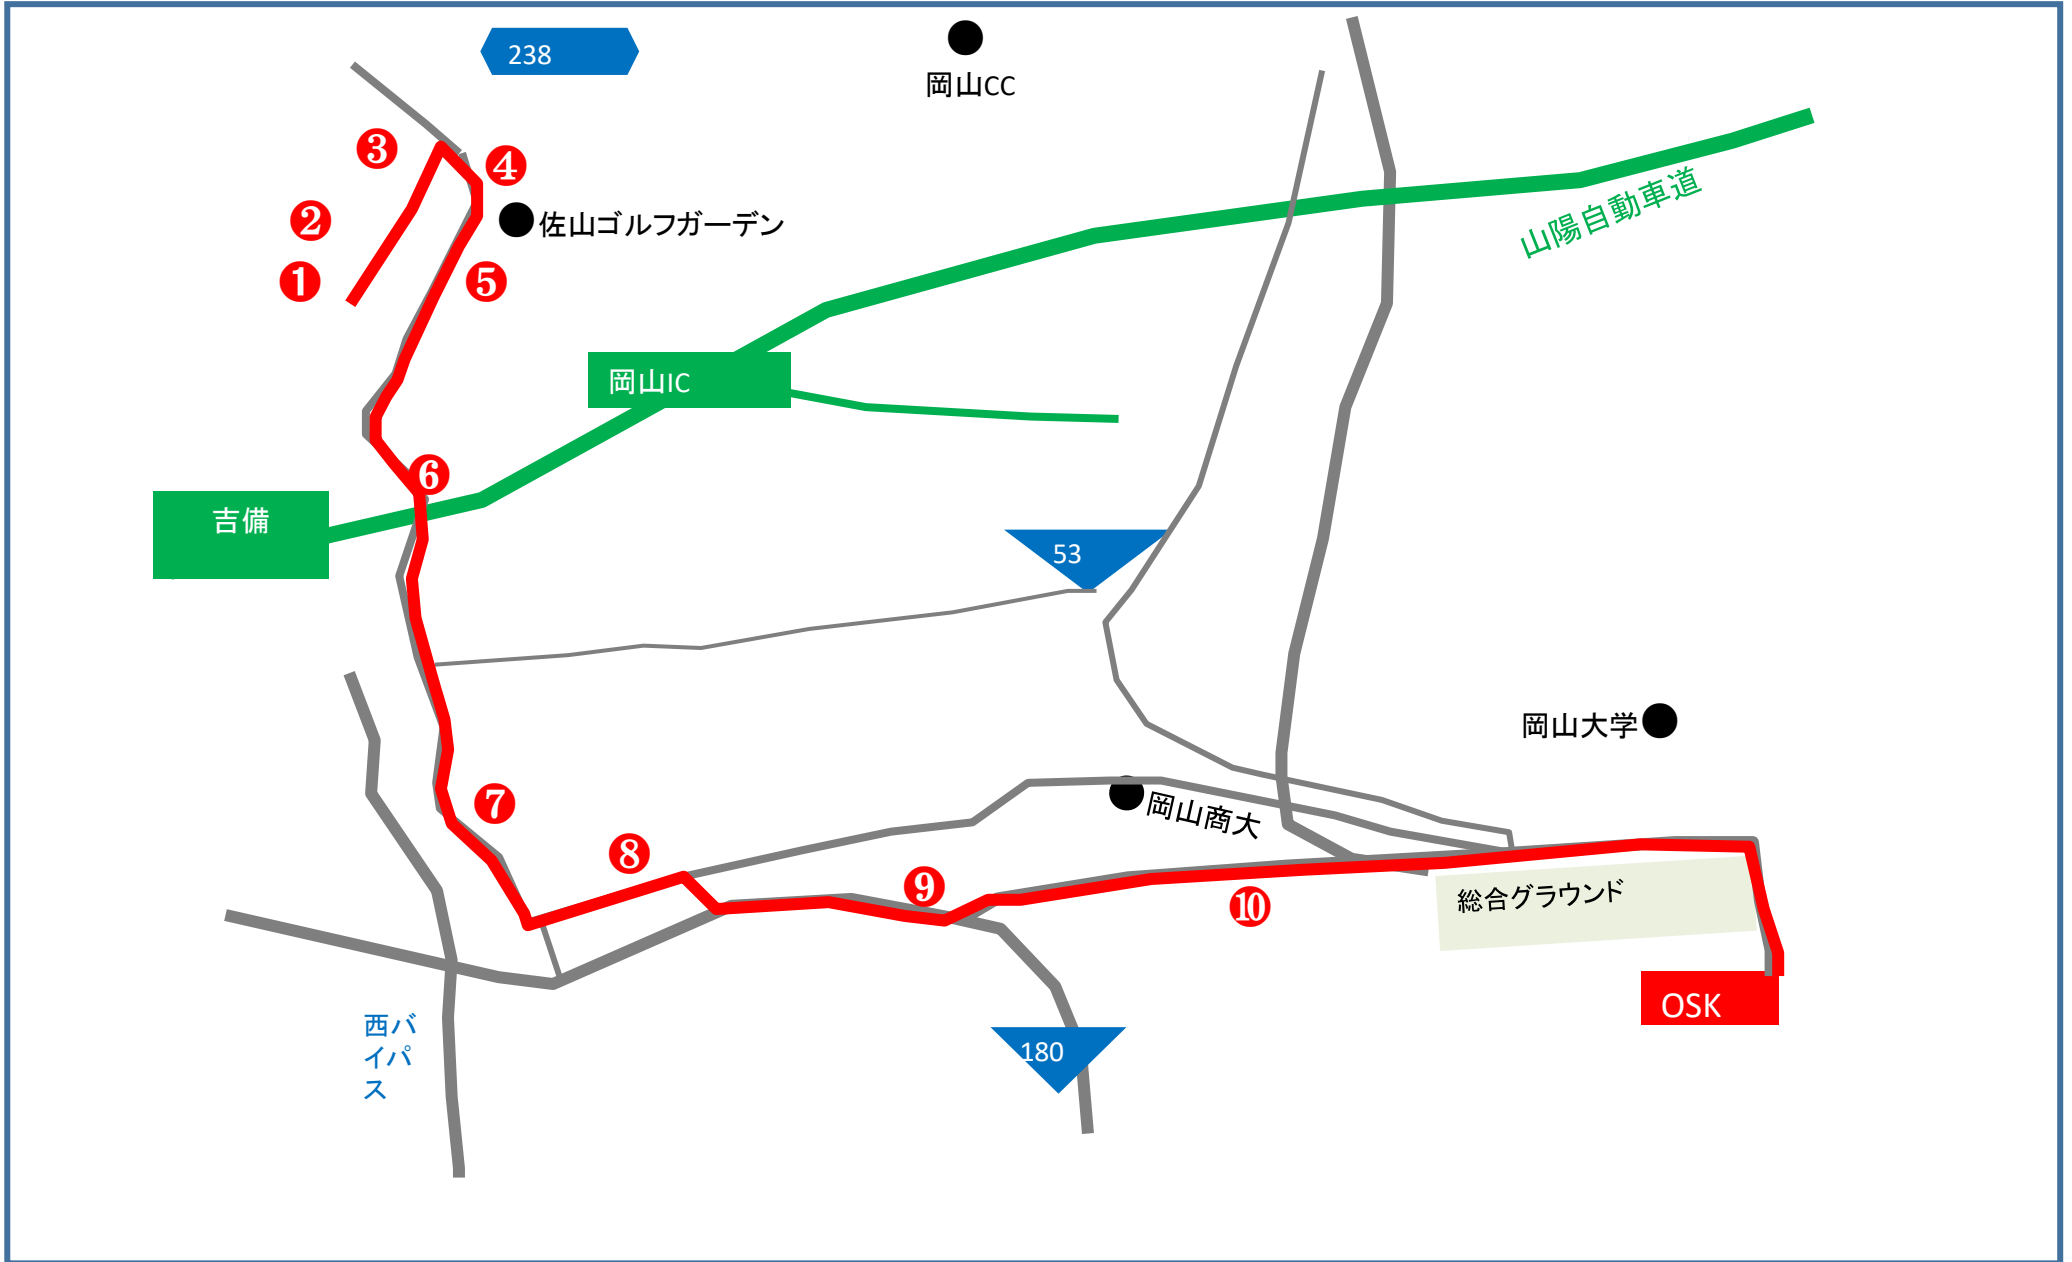 238
岡山CC
❸
❹
❷
佐山ゴルフガーデン
山陽自動車道
❶
❺
岡山IC
❻
吉備
53
岡山大学
❼
岡山商大
❽
❾
総合グラウンド
❿
OSK
西バ
イパ
ス
180